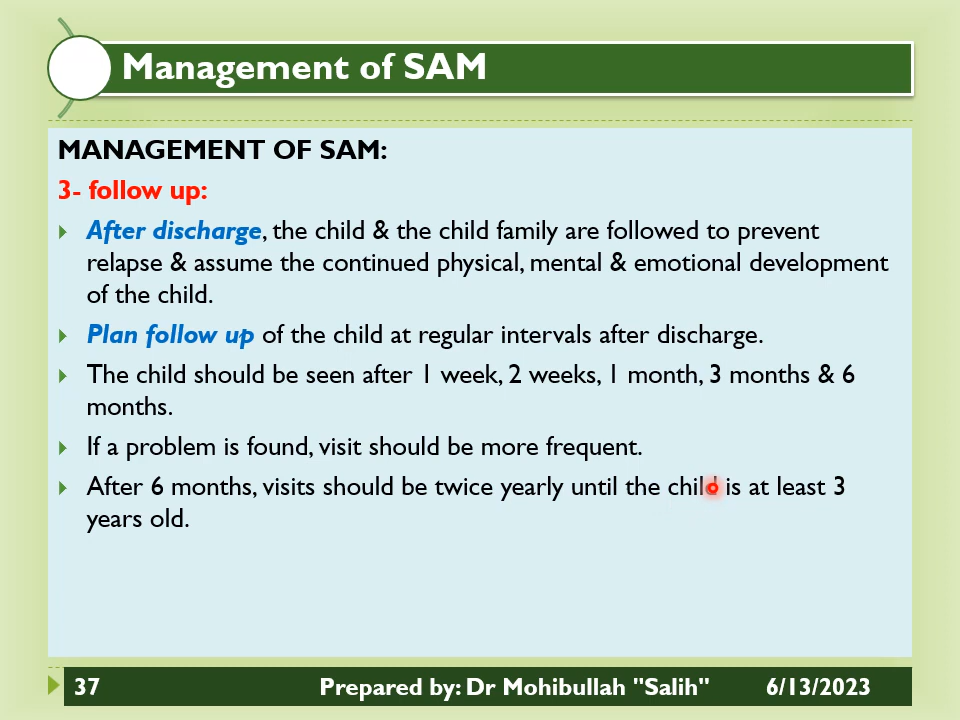 Management of SAM
MANAGEMENT OF SAM:
3- follow up:
After discharge, the child & the child family are followed to prevent
relapse & assume the continued physical, mental & emotional development
of the child.
Plan follow up of the child at regular intervals after discharge.
The child should be seen after 1 week, 2 weeks, 1 month, 3 months & 6
months.
If a problem is found, visit should be more frequent.
After 6 months, visits should be twice yearly until the child is at least 3
years old.
37 Prepared by: Dr Mohibullah "Salih" 6/13/2023